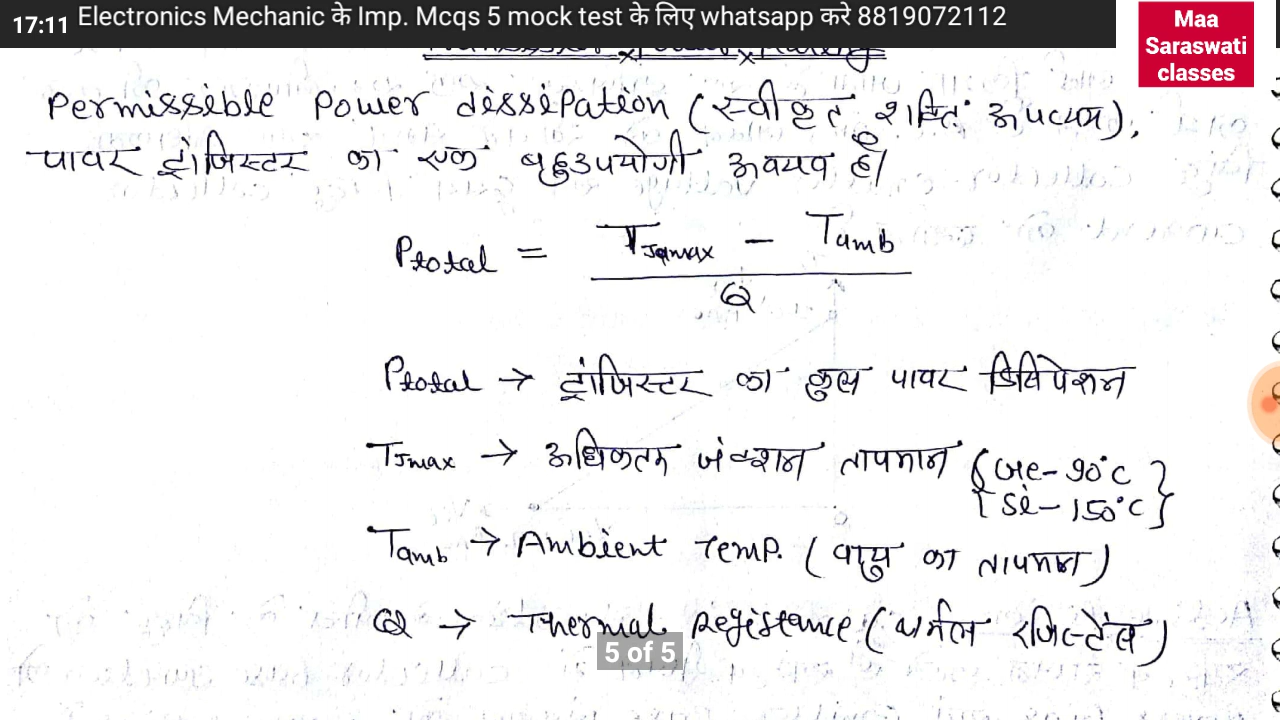 17:11 Electronics Mechanic के Imp. Mcqs 5 mock test के लिए whatsapp करे 8819072112
Maa
Saraswati
classes
Permissible Power dissipation (स्वीकृत शक्ति अपव्यय),
पावर ट्रांजिस्टर का एक बहुउपयोगी अवयव है।
Ptotal = (TJmax - Tamb) / Q
Ptotal → ट्रांजिस्टर का कुल पावर डिसिपेशन
TJmax → अधिकतम जंक्शन तापमान {Ge-90°C
Si-150°C}
Tamb → Ambient Temp. (वायु का तापमान)
Q → Thermal Registance (थर्मल रजिस्टेंस)
5 of 5